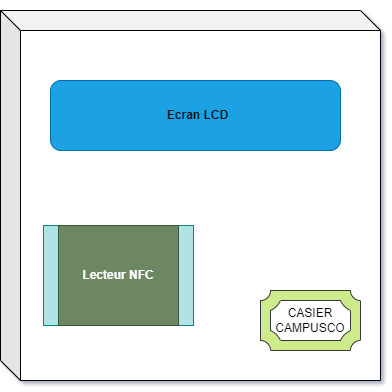 Ecran LCD
Lecteur NFC
CASIER
CAMPUSCO